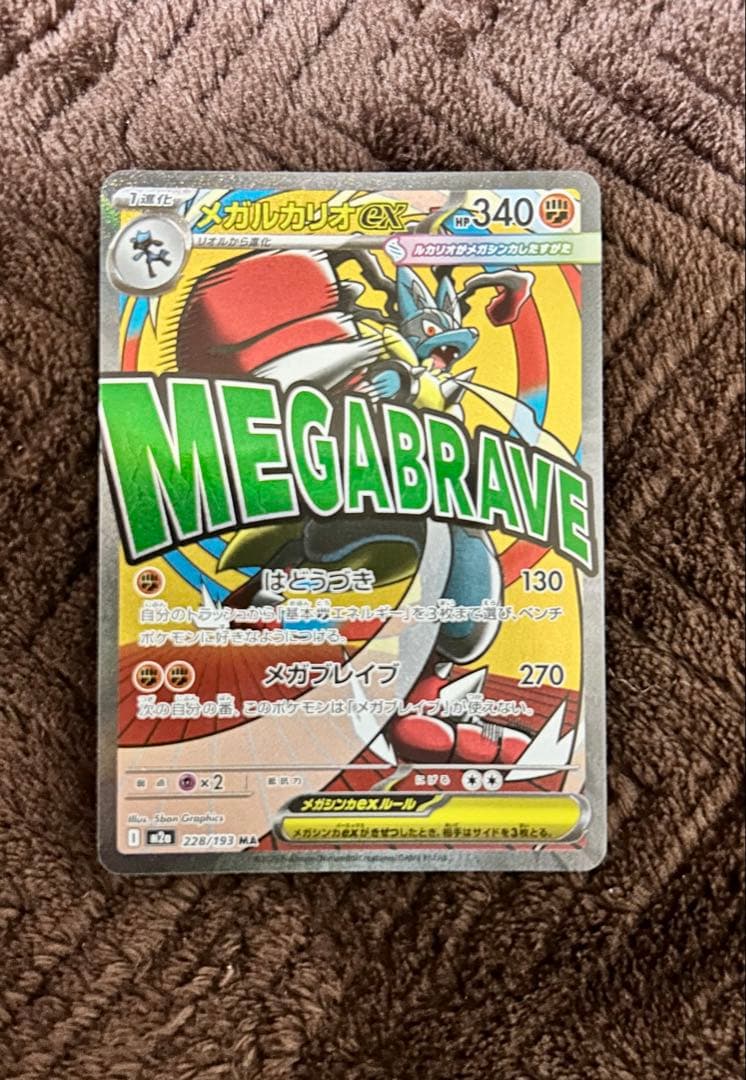 1進化
メガルカリオex
HP340
リオルから進化
ルカリオがメガシンカしたすがた
MEGABRAVE
はどうづき 130
自分のトラッシュから「基本エネルギー」を3枚まで選び、ベンチ
ポケモンに好きなようにつける。
メガブレイブ 270
次の自分の番、このポケモンは「メガブレイブ」が使えない。
弱点 ×2 抵抗力 にげる
メガシンカexルール
メガシンカexがきぜつしたとき、相手はサイドを3枚とる。
Illus. 5ban Graphics
I m2a 228/193 MA